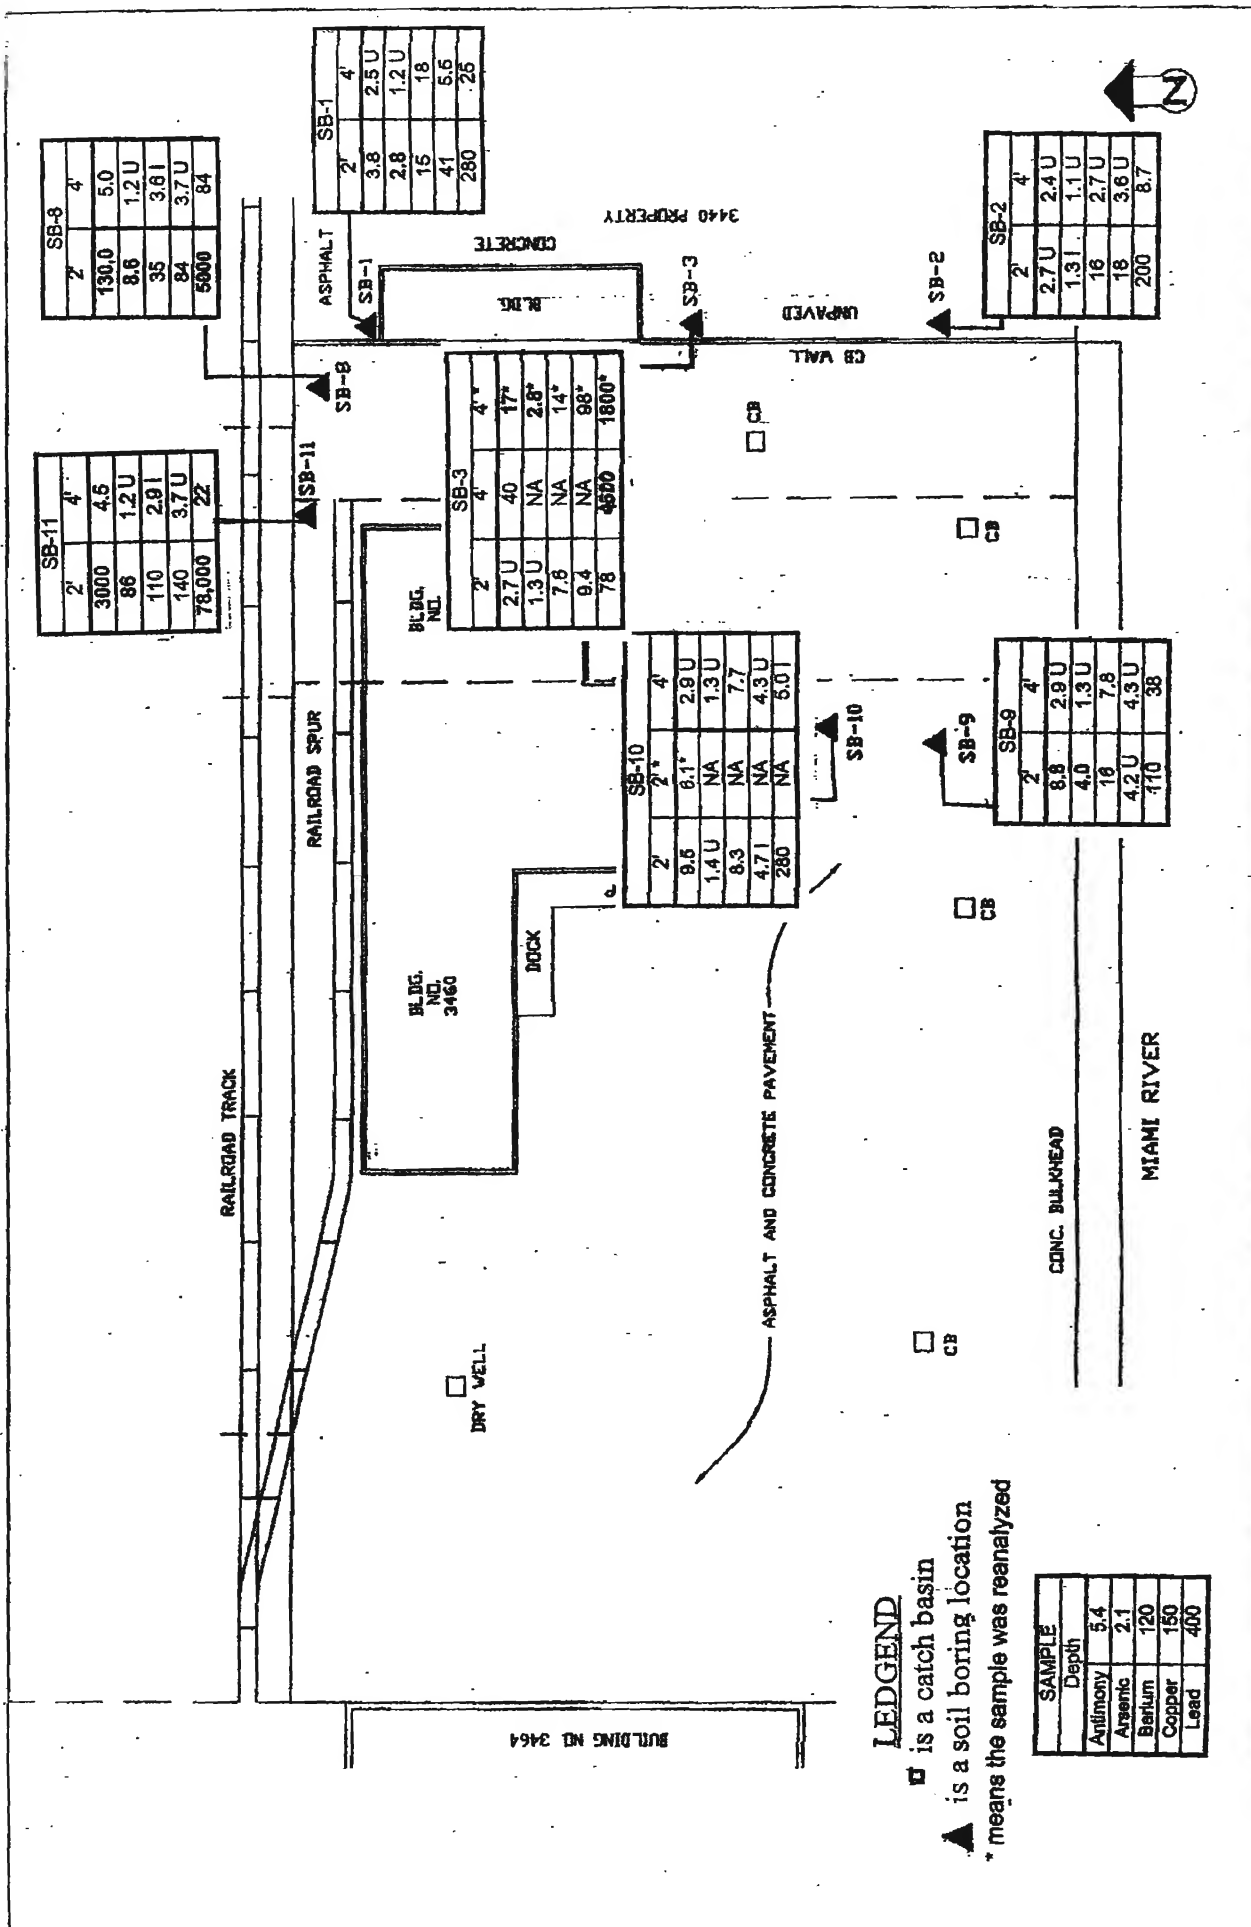 SB-8
2' 4'
130.0 5.0
8.6 1.2 U
35 3.6 I
84 3.7 U
5000 84
SB-1
2' 4'
3.8 2.5 U
2.8 1.2 U
15 18
41 5.5
280 25
SB-11
2' 4'
3000 4.6
86 1.2 U
110 2.9 I
140 3.7 U
78,000 22
SB-3
2' 4' 4' *
2.7 U 40 17*
1.3 U NA 2.8*
7.6 NA 14*
9.4 NA 98*
78 1800*
SB-10
2' 2' * 4'
9.5 6.1* 2.9 U
1.4 U NA 1.3 U
8.3 NA 7.7
4.7 I NA 4.3 U
280 NA 5.0 I
SB-2
2' 4'
2.7 U 2.4 U
1.3 I 1.1 U
16 2.7 U
18 3.6 U
200 8.7
SB-9
2' 4'
8.8 2.9 U
4.0 1.3 U
16 7.8
4.2 U 4.3 U
110 38
N
RAILROAD TRACK
RAILROAD SPUR
SB-11
SB-8
ASPHALT
SB-1
CONCRETE
BLDG.
3440 PROPERTY
SB-3
UNPAVED
CB WALL
SB-2
BLDG.
NO.
BLDG.
NO.
3460
DOCK
DRY WELL
ASPHALT AND CONCRETE PAVEMENT
SB-10
SB-9
CB
CB
CB
CB
CONC. BULKHEAD
MIAMI RIVER
BUILDING NO. 3464
LEDGEND
is a catch basin
is a soil boring location
* means the sample was reanalyzed
SAMPLE
Depth
Antimony 5.4
Arsenic 2.1
Barium 120
Copper 150
Lead 400